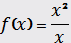 f(x) = x²/x